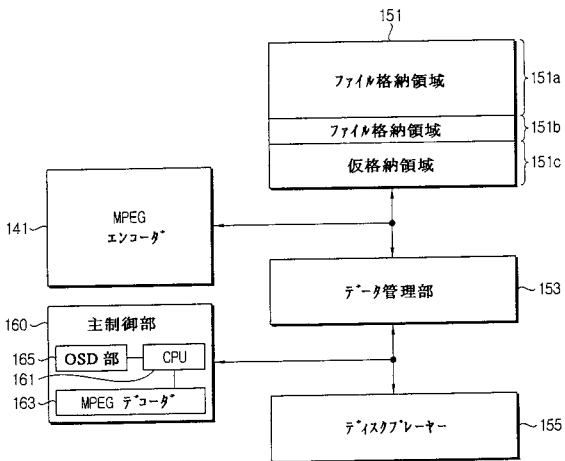 151
ファイル格納領域
151a
ファイル格納領域
151b
仮格納領域
151c
141
MPEG
エンコーダ
データ管理部
153
160
主制御部
165
OSD 部
CPU
161
163
MPEG デコーダ
ディスクプレーヤー
155